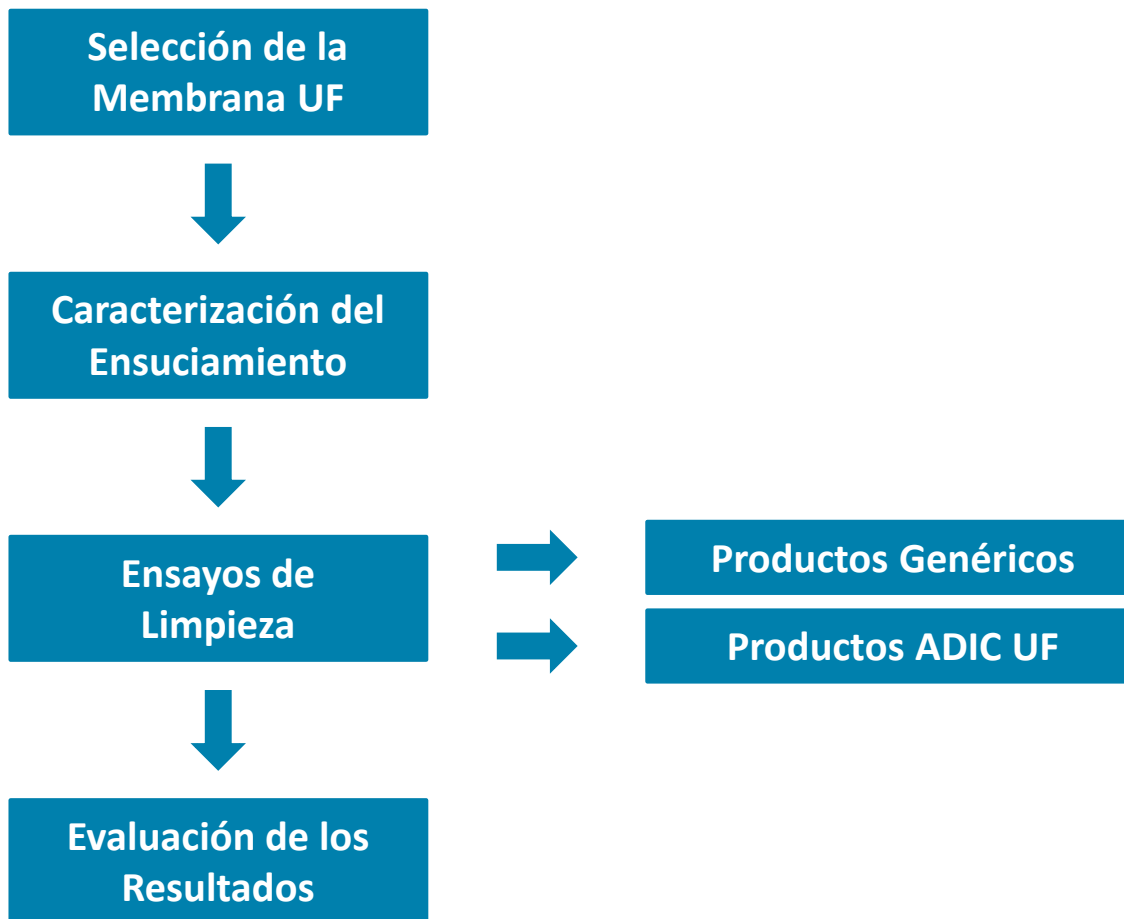 Selección de la
Membrana UF
Caracterización del
Ensuciamiento
Ensayos de
Limpieza
Productos Genéricos
Productos ADIC UF
Evaluación de los
Resultados